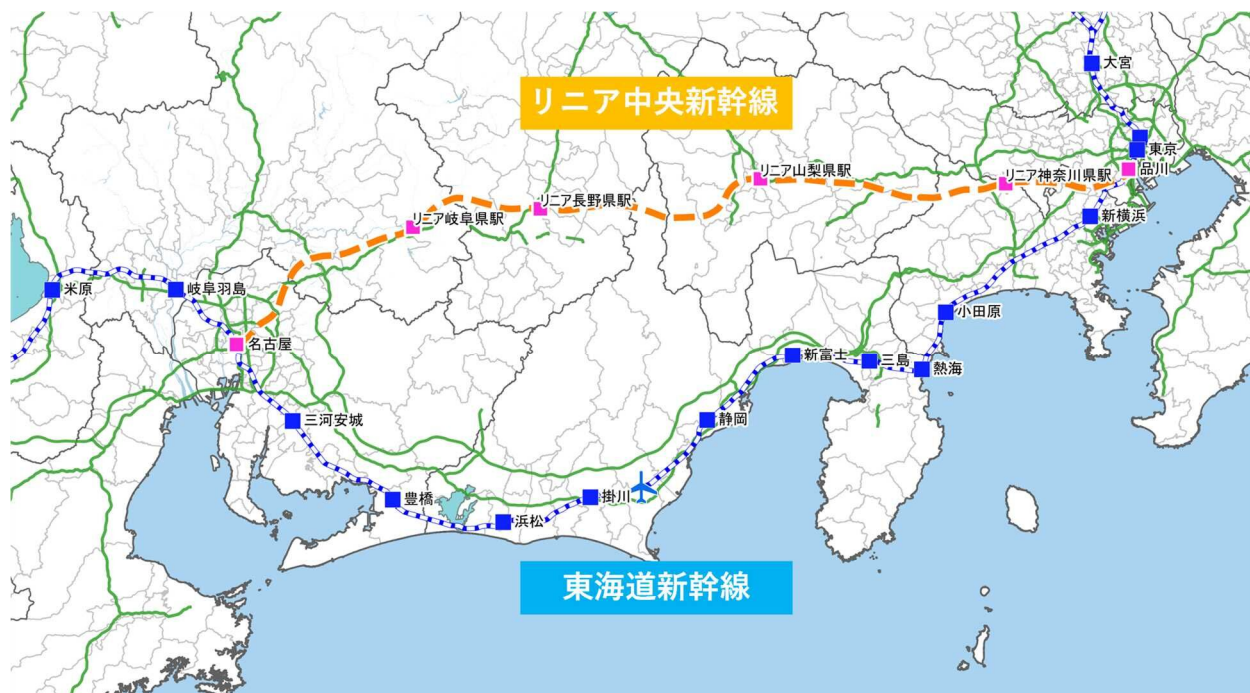 大宮
リニア中央新幹線
東京
品川
リニア山梨県駅
リニア神奈川県駅
リニア長野県駅
リニア岐阜県駅
新横浜
米原
岐阜羽島
小田原
名古屋
新富士
三島
熱海
三河安城
静岡
豊橋
掛川
浜松
東海道新幹線